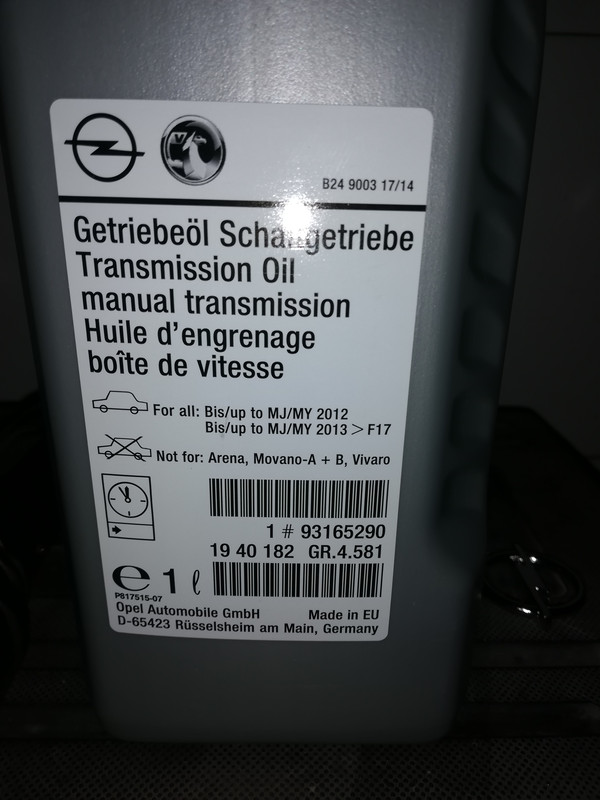 B24 9003 17/14
Getriebeöl Schaltgetriebe
Transmission Oil
manual transmission
Huile d'engrenage
boîte de vitesse
For all: Bis/up to MJ/MY 2012
Bis/up to MJ/MY 2013 > F17
Not for: Arena, Movano-A + B, Vivaro
1 # 93165290
19 40 182 GR.4.581
e 1 ℓ
P817515-07
Opel Automobile GmbH Made in EU
D-65423 Rüsselsheim am Main, Germany